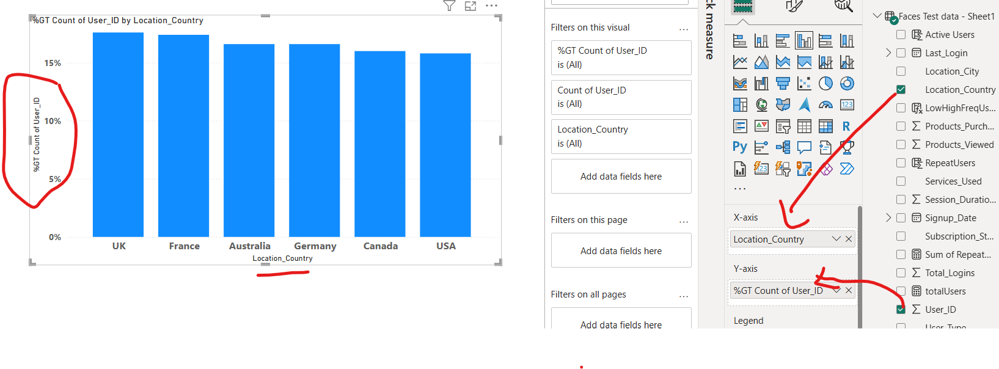 %GT Count of User_ID by Location_Country
15%
10%
5%
0%
%GT Count of User_ID
UK France Australia Germany Canada USA
Location_Country
Filters on this visual ...
%GT Count of User_ID
is (All)
Count of User_ID
is (All)
Location_Country
is (All)
Add data fields here
Filters on this page ...
Add data fields here
Filters on all pages ...
Add data fields here
ck measure
123
R
Py
123
...
X-axis
Location_Country
Y-axis
%GT Count of User_ID
Legend
Faces Test data - Sheet1
Active Users
Last_Login
Location_City
Location_Country
LowHighFreqUs...
Products_Purch...
Products_Viewed
RepeatUsers
Services_Used
Session_Duratio...
Signup_Date
Subscription_St...
Sum of Repeat...
Total_Logins
totalUsers
User_ID
User_Type